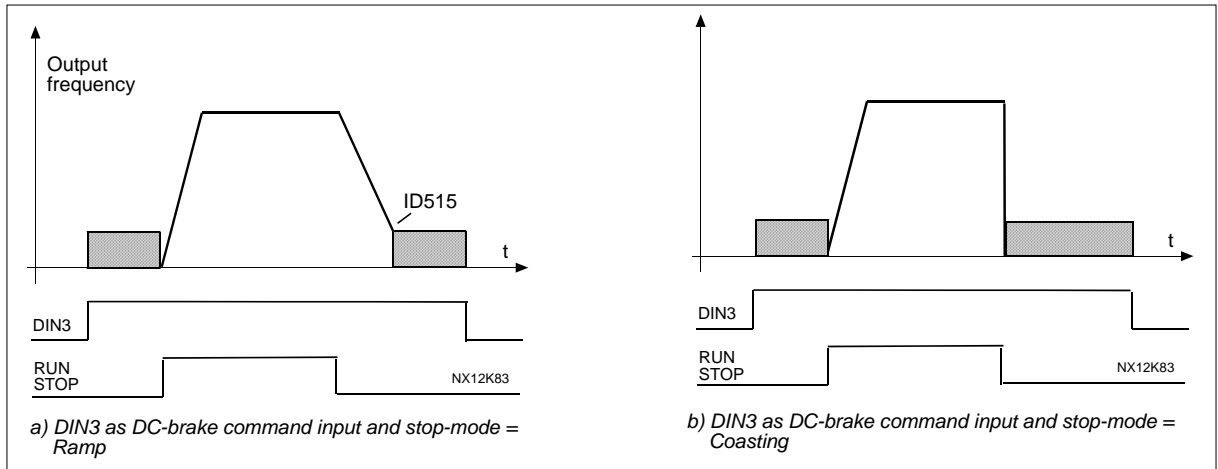 Output
frequency
ID515
t
DIN3
RUN
STOP
NX12K83
a) DIN3 as DC-brake command input and stop-mode =
Ramp
t
DIN3
RUN
STOP
NX12K83
b) DIN3 as DC-brake command input and stop-mode =
Coasting